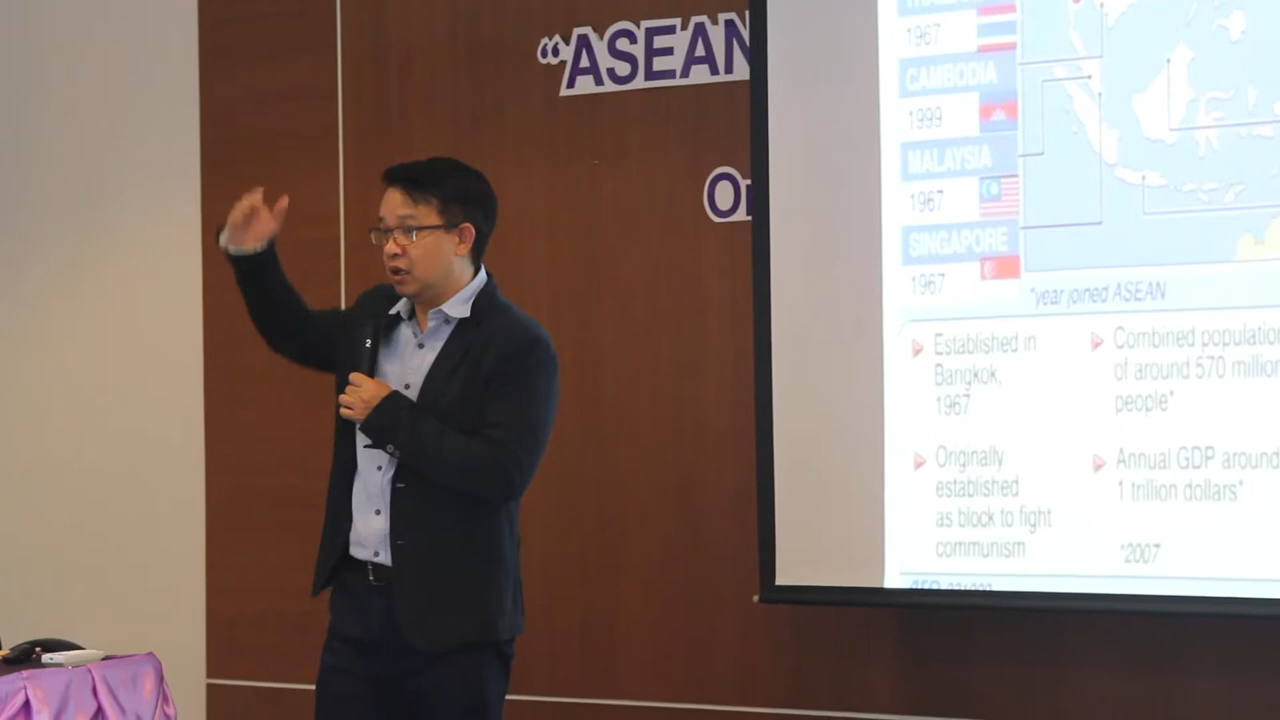 “ASEAN
1967
CAMBODIA
1999
MALAYSIA
1967
SINGAPORE
1967
*year joined ASEAN
Established in
Bangkok,
1967
Originally
established
as block to fight
communism
Combined population
of around 570 million
people*
Annual GDP around
1 trillion dollars*
*2007
2